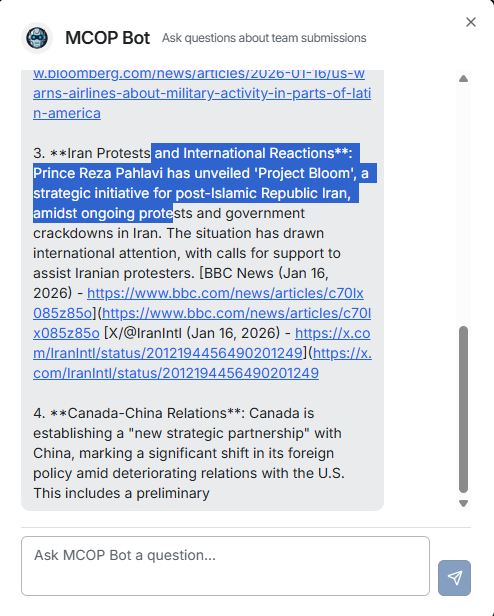 MCOP Bot Ask questions about team submissions
w.bloomberg.com/news/articles/2026-01-16/us-w
arns-airlines-about-military-activity-in-parts-of-lati
n-america
3. **Iran Protests and International Reactions**:
Prince Reza Pahlavi has unveiled 'Project Bloom', a
strategic initiative for post-Islamic Republic Iran,
amidst ongoing protests and government
crackdowns in Iran. The situation has drawn
international attention, with calls for support to
assist Iranian protesters. [BBC News (Jan 16,
2026) - https://www.bbc.com/news/articles/c70lx
085z85o](https://www.bbc.com/news/articles/c70l
x085z85o [X/@IranIntl (Jan 16, 2026) - https://x.co
m/IranIntl/status/2012194456490201249](https://x.
com/IranIntl/status/2012194456490201249
4. **Canada-China Relations**: Canada is
establishing a "new strategic partnership" with
China, marking a significant shift in its foreign
policy amid deteriorating relations with the U.S.
This includes a preliminary
Ask MCOP Bot a question...